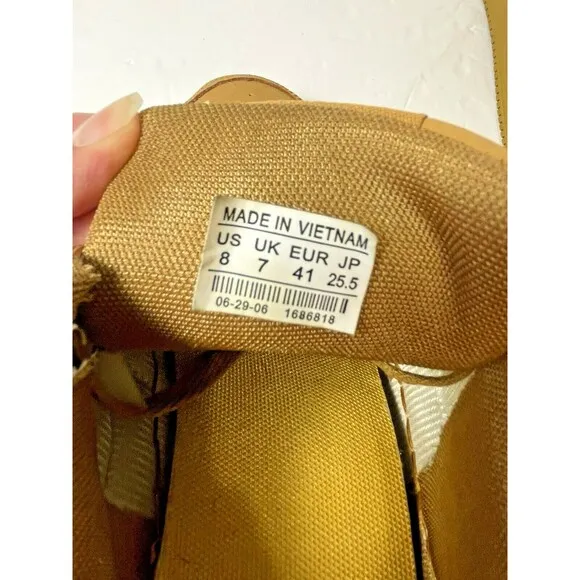 MADE IN VIETNAM
US UK EUR JP
8 7 41 25.5
06-29-06 1686818